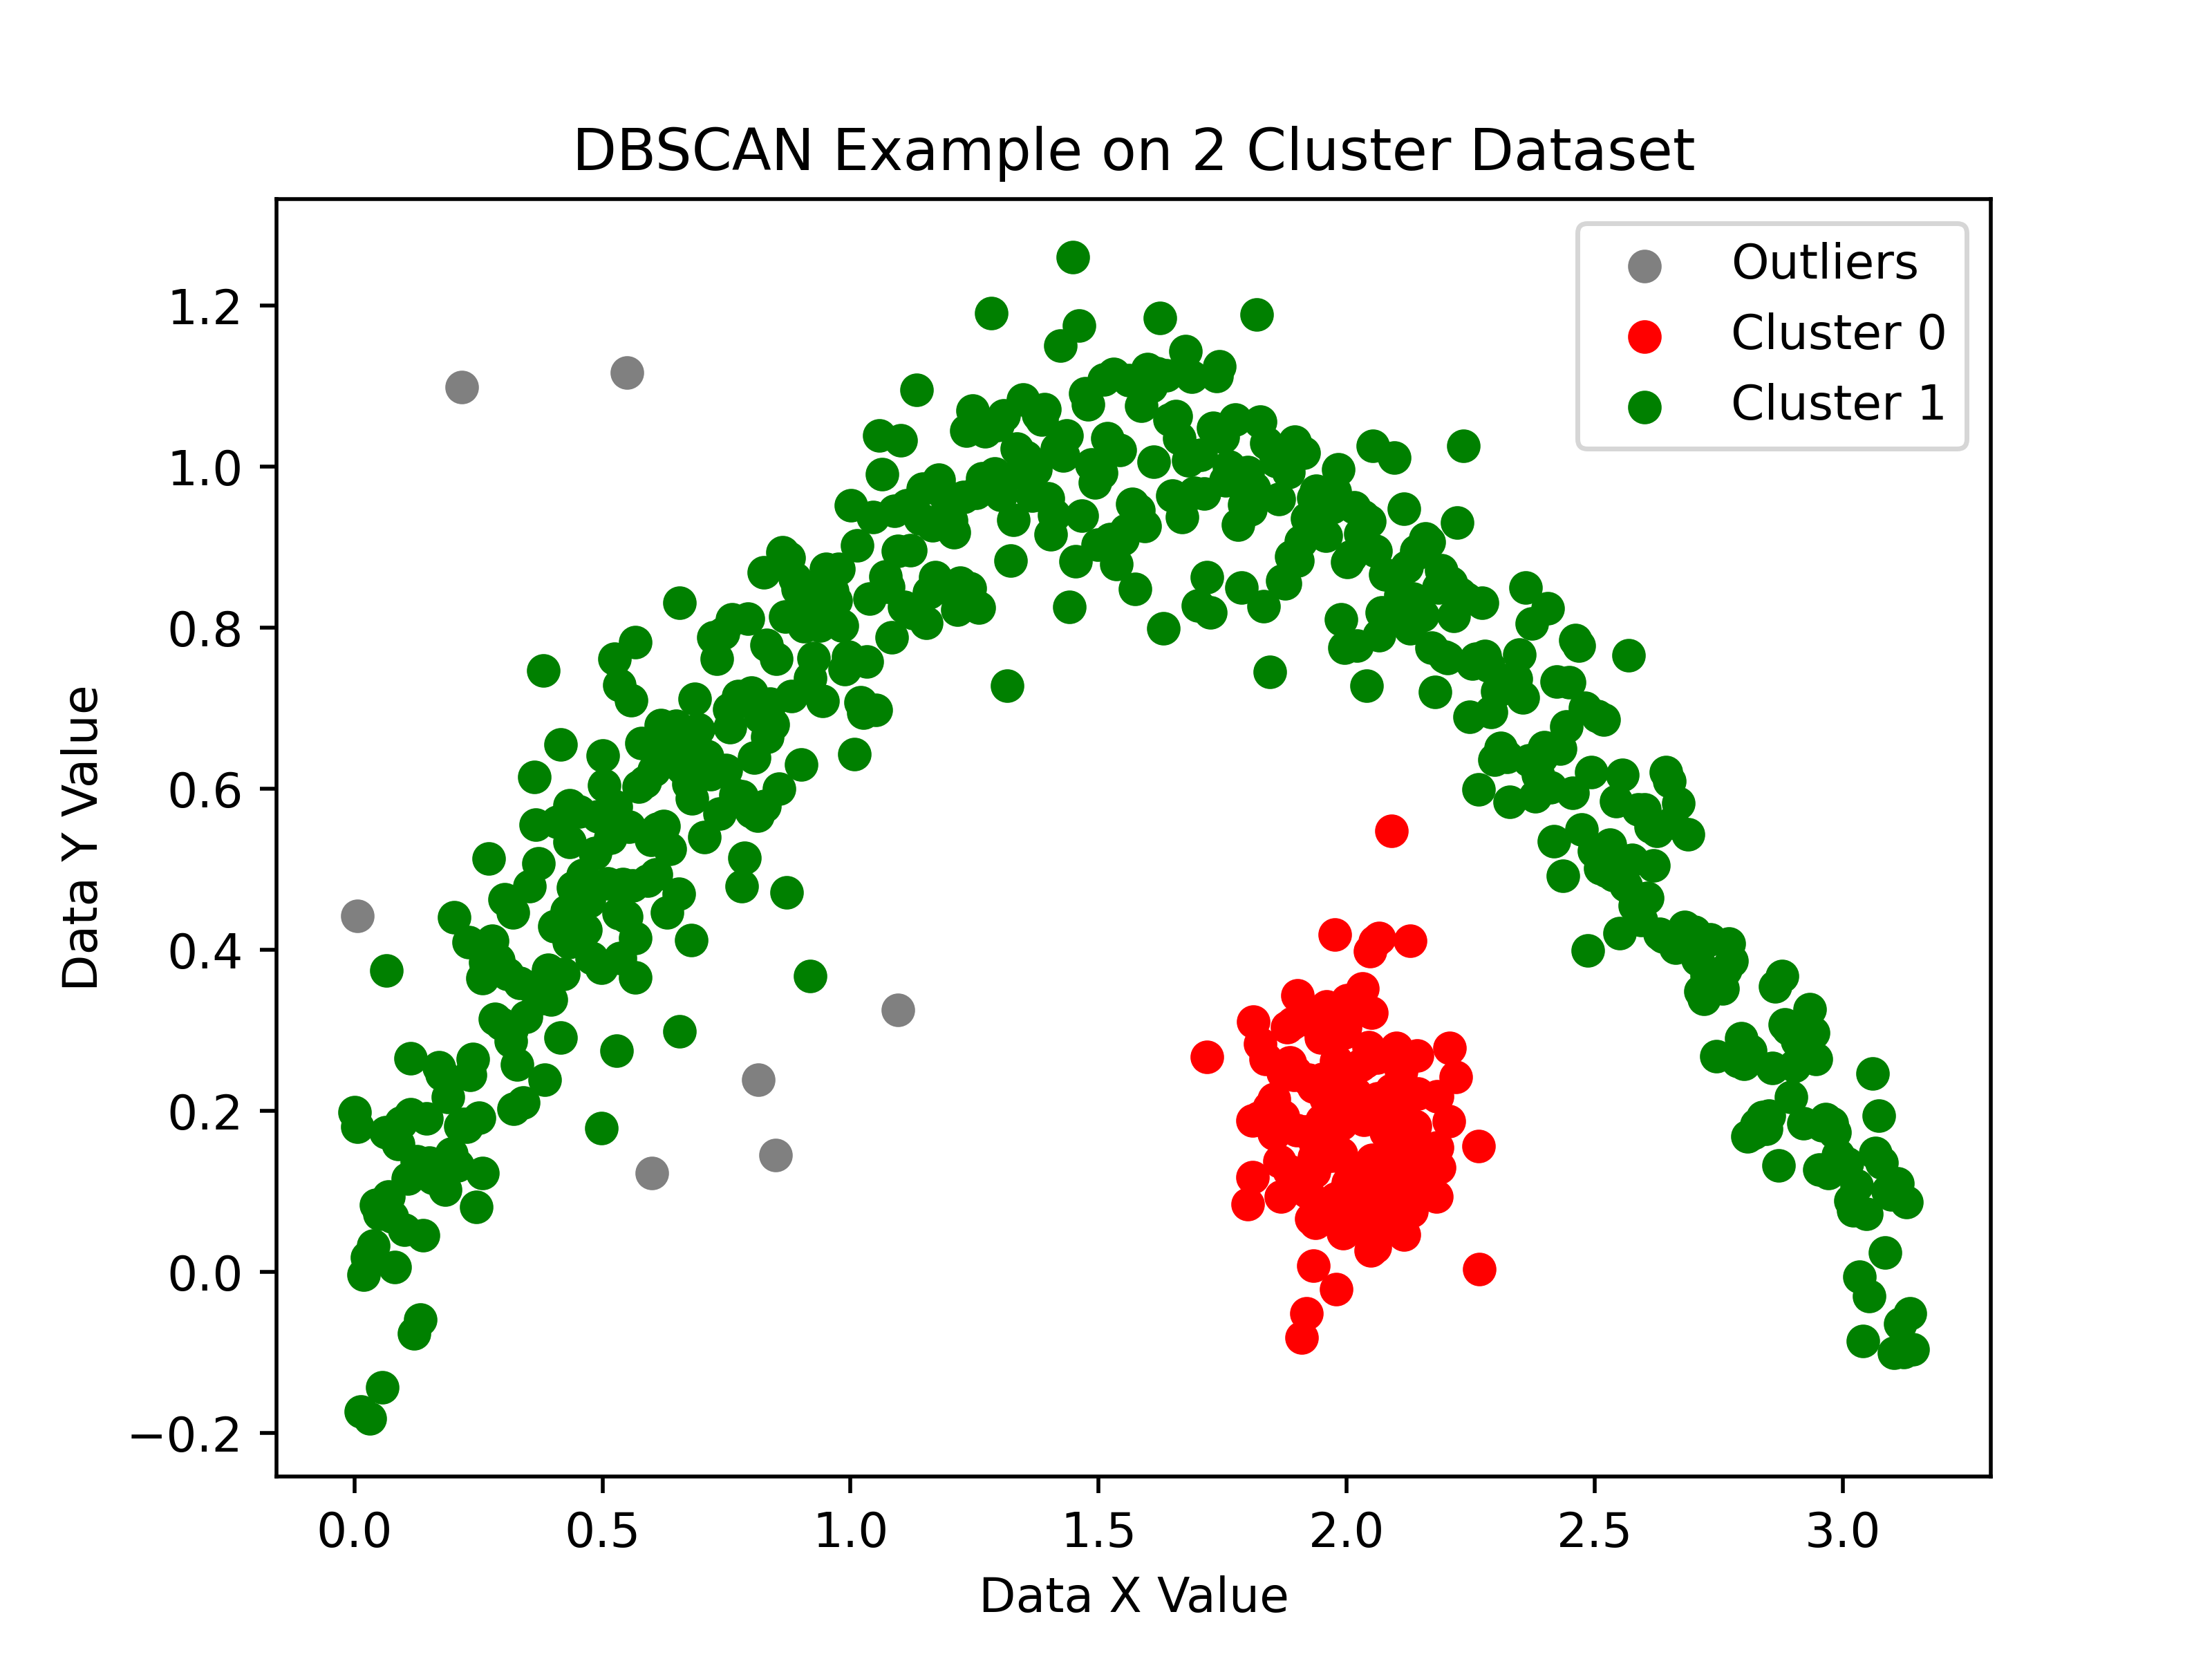 DBSCAN Example on 2 Cluster Dataset
Outliers
Cluster 0
Cluster 1
1.2
1.0
0.8
0.6
0.4
0.2
0.0
−0.2
Data Y Value
0.0 0.5 1.0 1.5 2.0 2.5 3.0
Data X Value